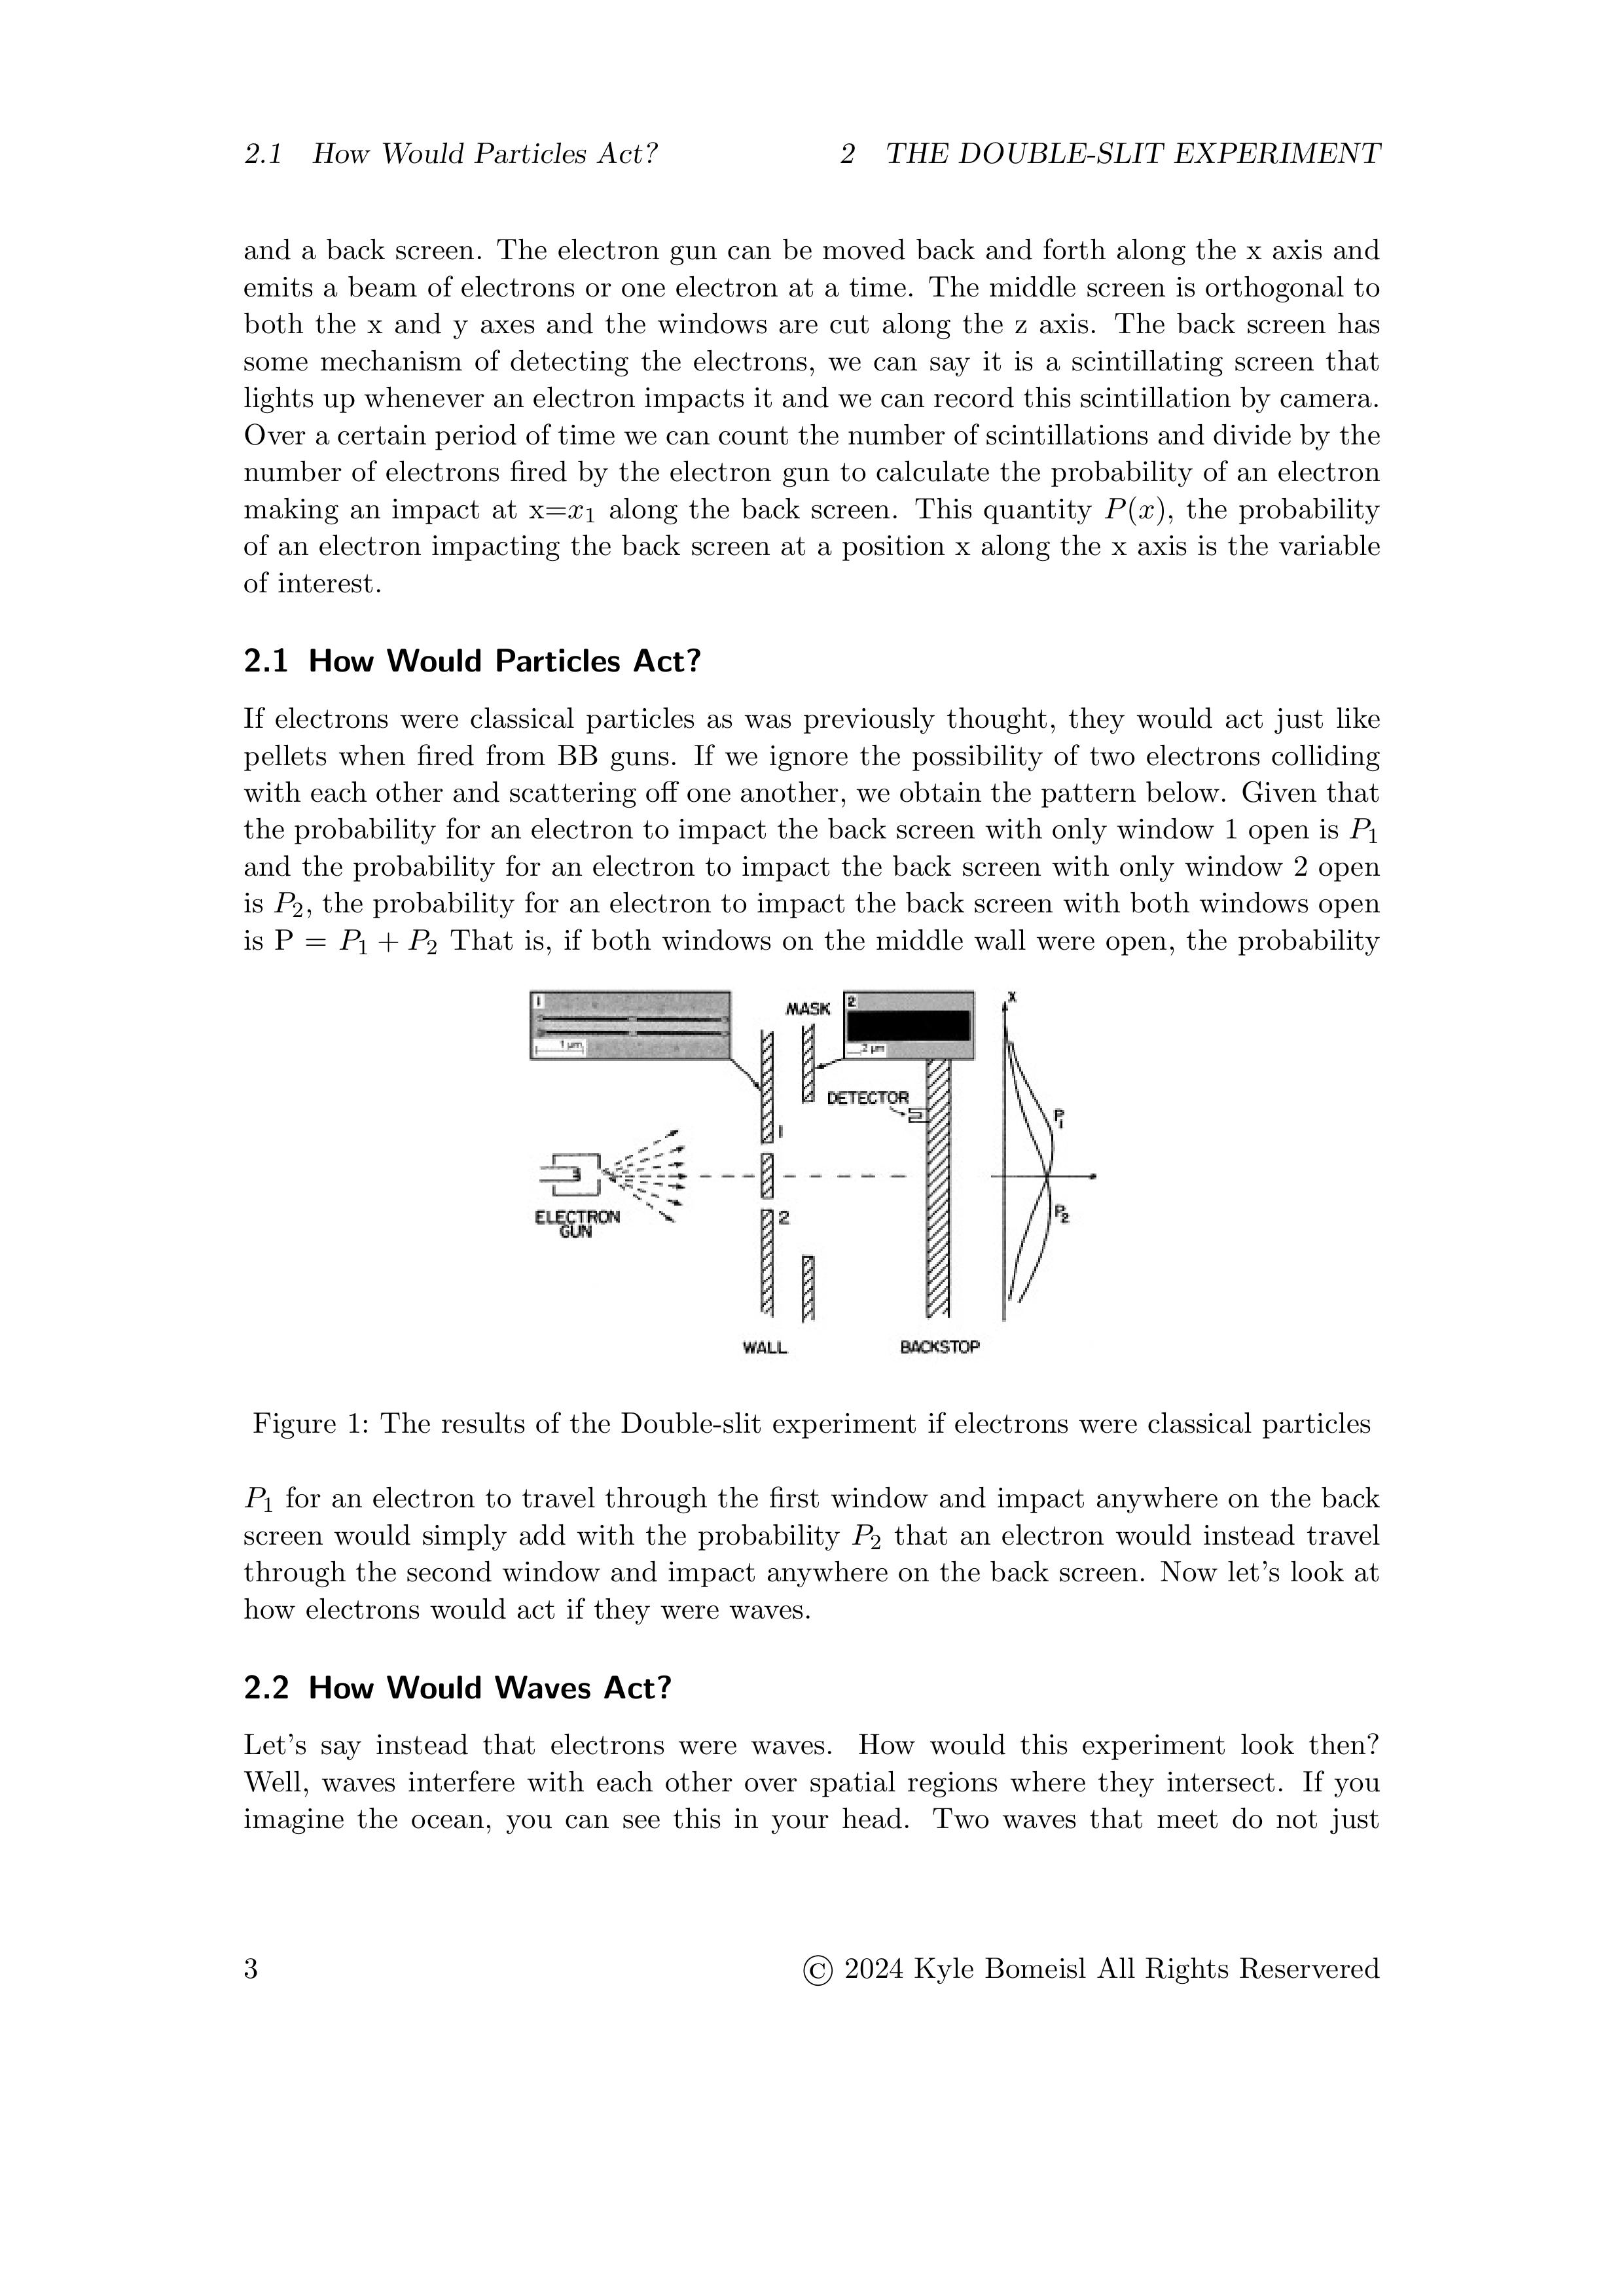 2.1 How Would Particles Act? 2 THE DOUBLE-SLIT EXPERIMENT
and a back screen. The electron gun can be moved back and forth along the x axis and
emits a beam of electrons or one electron at a time. The middle screen is orthogonal to
both the x and y axes and the windows are cut along the z axis. The back screen has
some mechanism of detecting the electrons, we can say it is a scintillating screen that
lights up whenever an electron impacts it and we can record this scintillation by camera.
Over a certain period of time we can count the number of scintillations and divide by the
number of electrons fired by the electron gun to calculate the probability of an electron
making an impact at x=x₁ along the back screen. This quantity P(x), the probability
of an electron impacting the back screen at a position x along the x axis is the variable
of interest.
2.1 How Would Particles Act?
If electrons were classical particles as was previously thought, they would act just like
pellets when fired from BB guns. If we ignore the possibility of two electrons colliding
with each other and scattering off one another, we obtain the pattern below. Given that
the probability for an electron to impact the back screen with only window 1 open is P₁
and the probability for an electron to impact the back screen with only window 2 open
is P₂, the probability for an electron to impact the back screen with both windows open
is P = P₁ + P₂ That is, if both windows on the middle wall were open, the probability
1
1 μm
MASK
2
2 μm
X
DETECTOR
P₁
1
ELECTRON
GUN
2
P₂
WALL
BACKSTOP
Figure 1: The results of the Double-slit experiment if electrons were classical particles
P₁ for an electron to travel through the first window and impact anywhere on the back
screen would simply add with the probability P₂ that an electron would instead travel
through the second window and impact anywhere on the back screen. Now let's look at
how electrons would act if they were waves.
2.2 How Would Waves Act?
Let's say instead that electrons were waves. How would this experiment look then?
Well, waves interfere with each other over spatial regions where they intersect. If you
imagine the ocean, you can see this in your head. Two waves that meet do not just
3 © 2024 Kyle Bomeisl All Rights Reservered